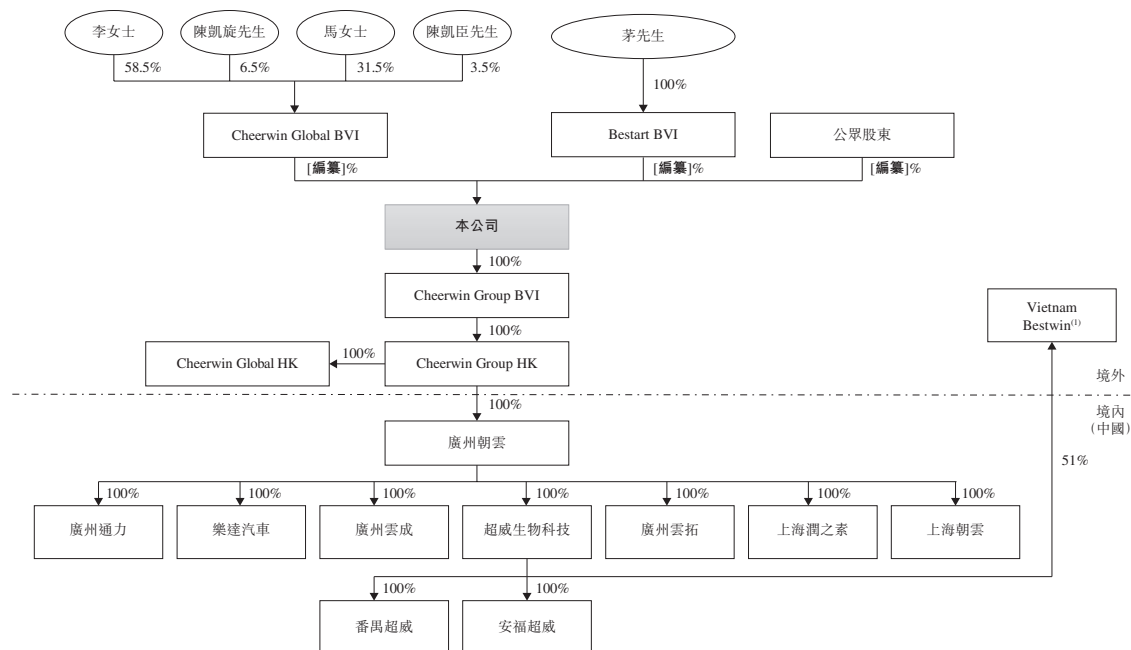 李女士
陳凱旋先生
馬女士
陳凱臣先生
茅先生
58.5%
6.5%
31.5%
3.5%
100%
Cheerwin Global BVI
Bestart BVI
公眾股東
[編纂]%
[編纂]%
[編纂]%
本公司
100%
Cheerwin Group BVI
Vietnam
Bestwin(1)
100%
Cheerwin Global HK
100%
Cheerwin Group HK
境外
100%
境內
(中國)
廣州朝雲
51%
100%
100%
100%
100%
100%
100%
100%
廣州通力
樂達汽車
廣州雲成
超威生物科技
廣州雲拓
上海潤之素
上海朝雲
100%
100%
番禺超威
安福超威